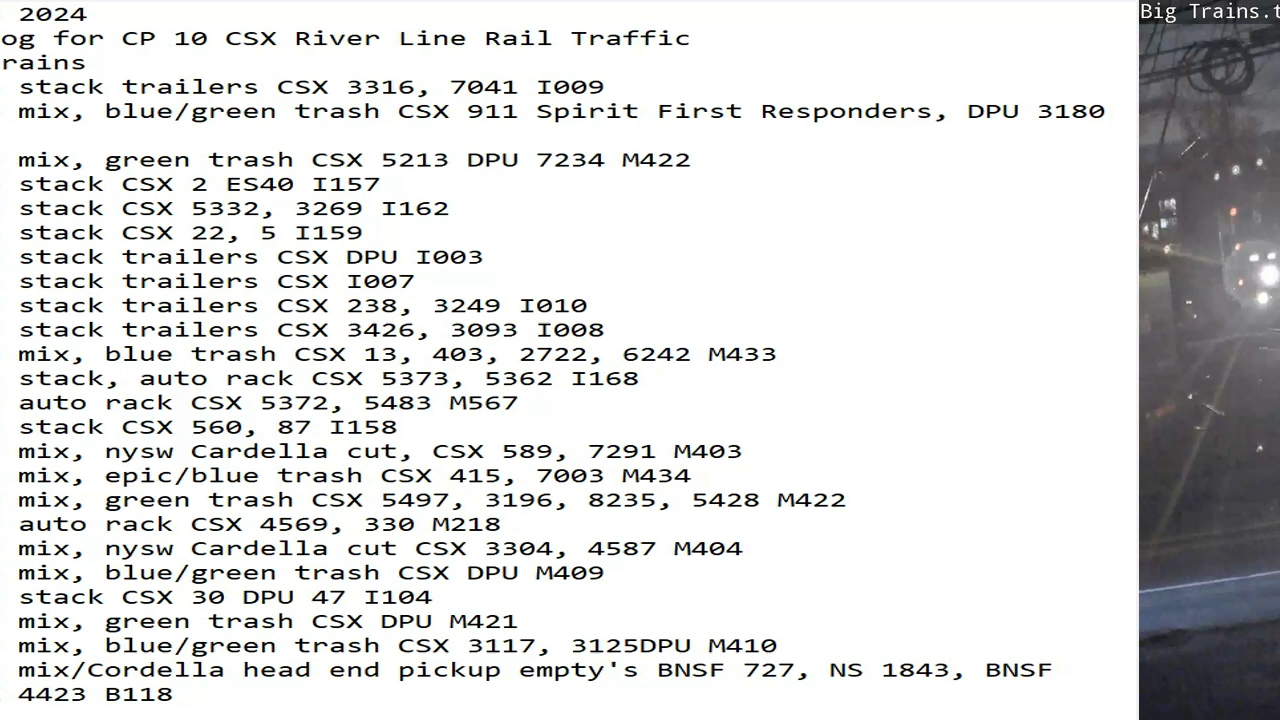 2024
og for CP 10 CSX River Line Rail Traffic
rains
stack trailers CSX 3316, 7041 I009
mix, blue/green trash CSX 911 Spirit First Responders, DPU 3180
mix, green trash CSX 5213 DPU 7234 M422
stack CSX 2 ES40 I157
stack CSX 5332, 3269 I162
stack CSX 22, 5 I159
stack trailers CSX DPU I003
stack trailers CSX I007
stack trailers CSX 238, 3249 I010
stack trailers CSX 3426, 3093 I008
mix, blue trash CSX 13, 403, 2722, 6242 M433
stack, auto rack CSX 5373, 5362 I168
auto rack CSX 5372, 5483 M567
stack CSX 560, 87 I158
mix, nysw Cardella cut, CSX 589, 7291 M403
mix, epic/blue trash CSX 415, 7003 M434
mix, green trash CSX 5497, 3196, 8235, 5428 M422
auto rack CSX 4569, 330 M218
mix, nysw Cardella cut CSX 3304, 4587 M404
mix, blue/green trash CSX DPU M409
stack CSX 30 DPU 47 I104
mix, green trash CSX DPU M421
mix, blue/green trash CSX 3117, 3125DPU M410
mix/Cordella head end pickup empty's BNSF 727, NS 1843, BNSF
4423 B118
Big Trains.t